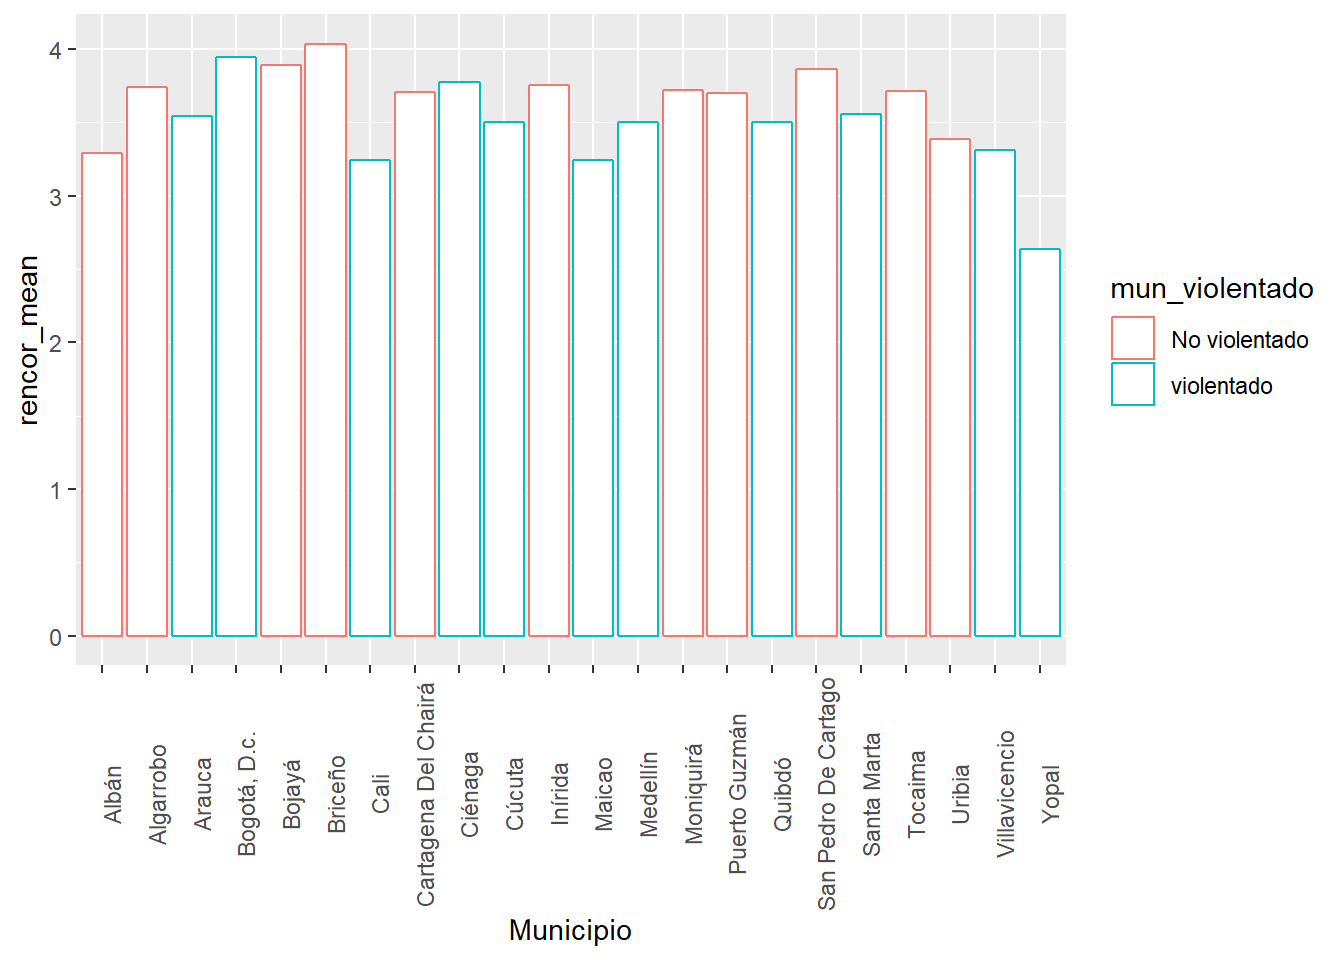 4
3
2
1
0
rencor_mean
Albán
Algarrobo
Arauca
Bogotá, D.c.
Bojayá
Briceño
Cali
Cartagena Del Chairá
Ciénaga
Cúcuta
Inírida
Maicao
Medellín
Moniquirá
Puerto Guzmán
Quibdó
San Pedro De Cartago
Santa Marta
Tocaima
Uribia
Villavicencio
Yopal
Municipio
mun_violentado
No violentado
violentado